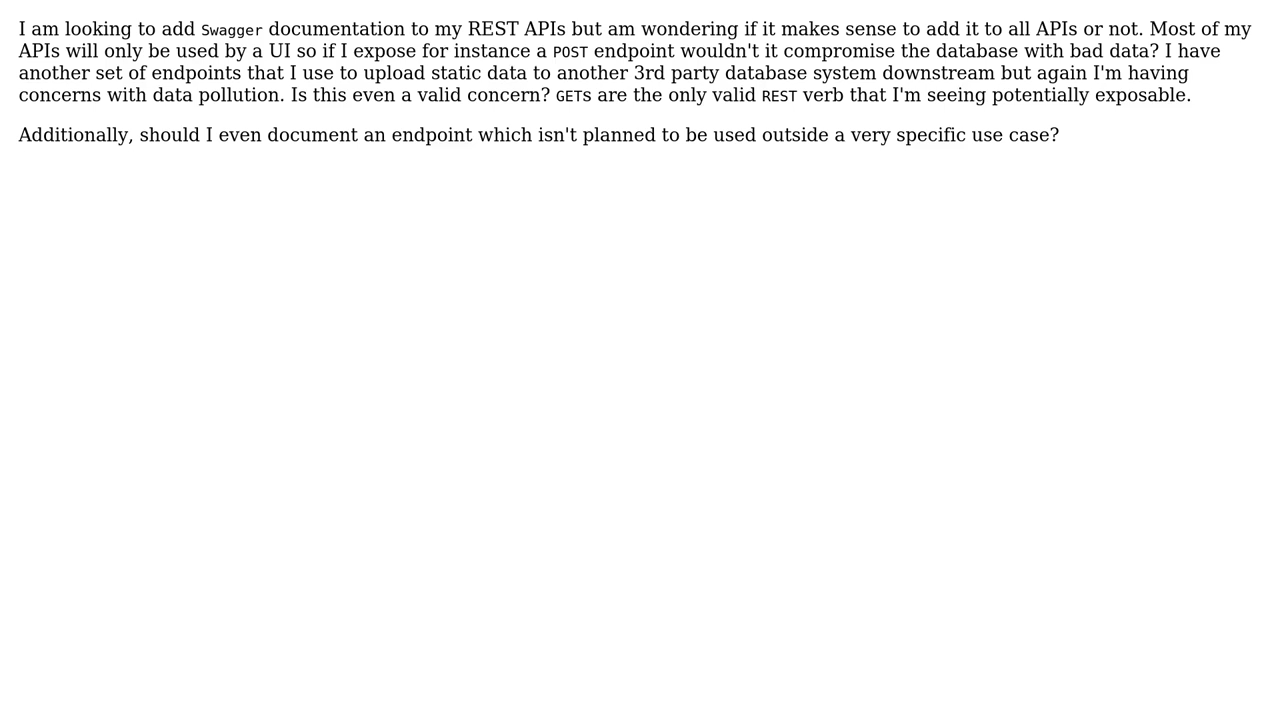 I am looking to add Swagger documentation to my REST APIs but am wondering if it makes sense to add it to all APIs or not. Most of my
APIs will only be used by a UI so if I expose for instance a POST endpoint wouldn't it compromise the database with bad data? I have
another set of endpoints that I use to upload static data to another 3rd party database system downstream but again I'm having
concerns with data pollution. Is this even a valid concern? GETs are the only valid REST verb that I'm seeing potentially exposable.
Additionally, should I even document an endpoint which isn't planned to be used outside a very specific use case?